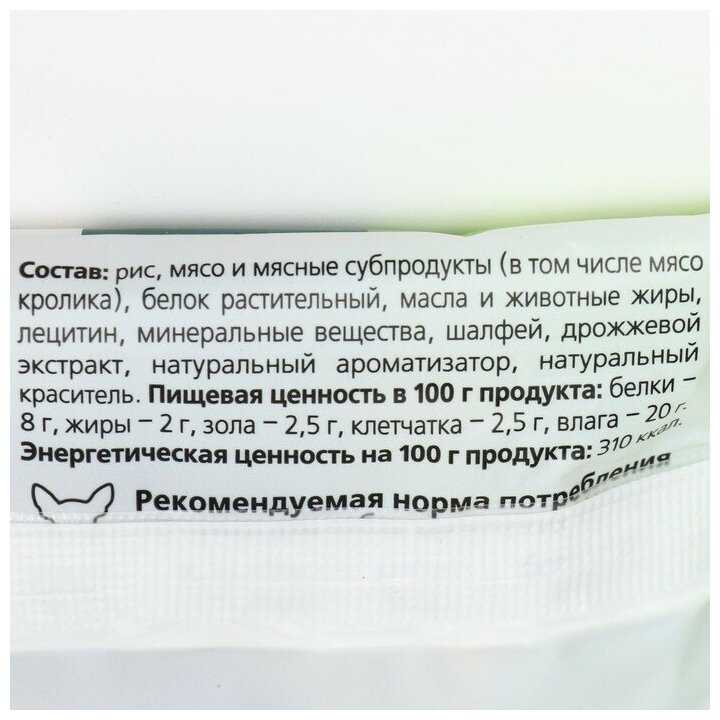 Состав: рис, мясо и мясные субпродукты (в том числе мясо
кролика), белок растительный, масла и животные жиры,
лецитин, минеральные вещества, шалфей, дрожжевой
экстракт, натуральный ароматизатор, натуральный
краситель. Пищевая ценность в 100 г продукта: белки –
8 г, жиры – 2 г, зола – 2,5 г, клетчатка – 2,5 г, влага – 20 г.
Энергетическая ценность на 100 г продукта: 310 ккал.
Рекомендуемая норма потребления